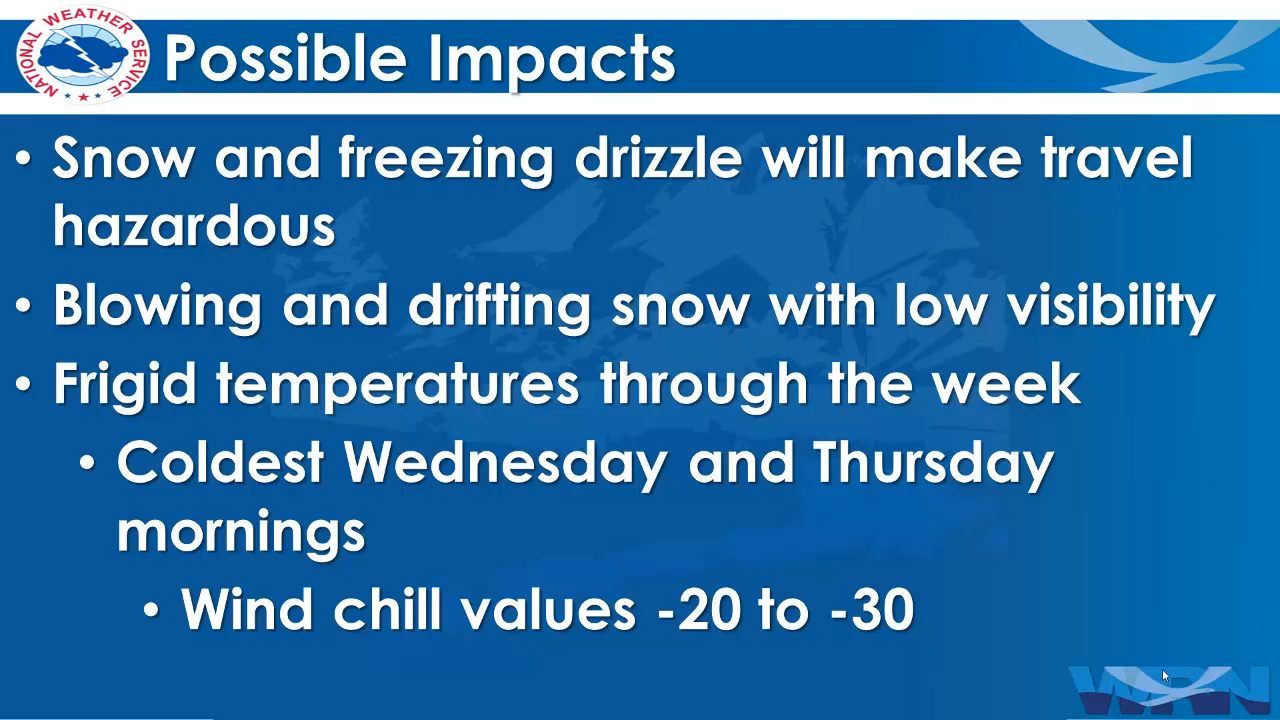 NATIONAL WEATHER SERVICE
Possible Impacts
• Snow and freezing drizzle will make travel
hazardous
• Blowing and drifting snow with low visibility
• Frigid temperatures through the week
• Coldest Wednesday and Thursday
mornings
• Wind chill values -20 to -30
WRN